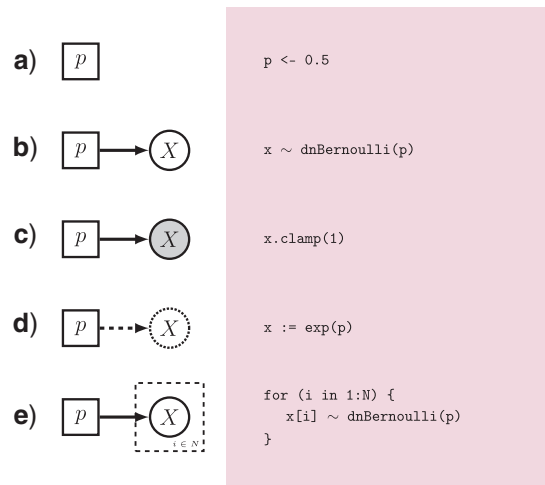 a) p p <- 0.5
b) p X x ∼ dnBernoulli(p)
c) p X x.clamp(1)
d) p X x := exp(p)
e) p X i ∈ N
for (i in 1:N) {
x[i] ∼ dnBernoulli(p)
}